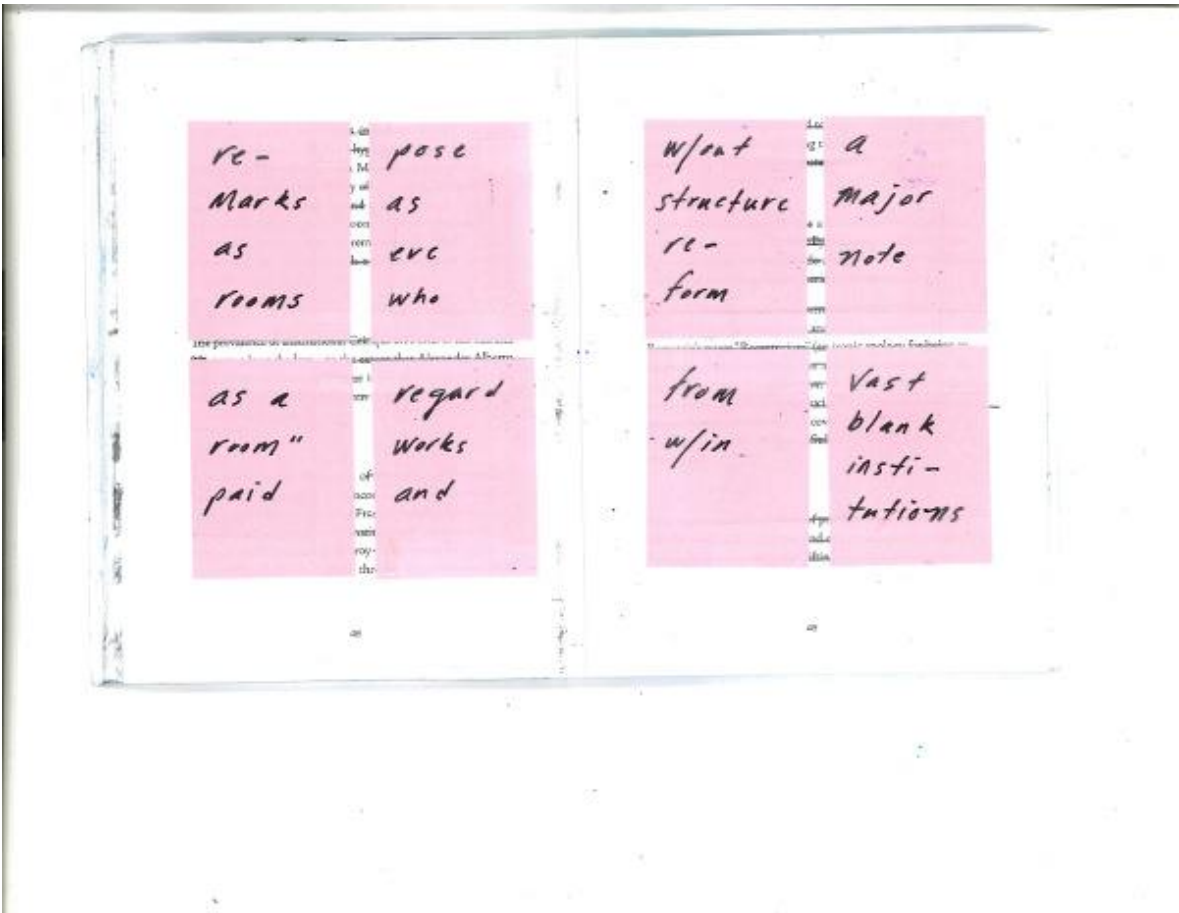 re-
Marks
as
rooms
pose
as
eve
who
as a
room"
paid
regard
works
and
w/out
structure
re-
form
a
major
note
from
w/in
Vast
blank
insti-
tutions